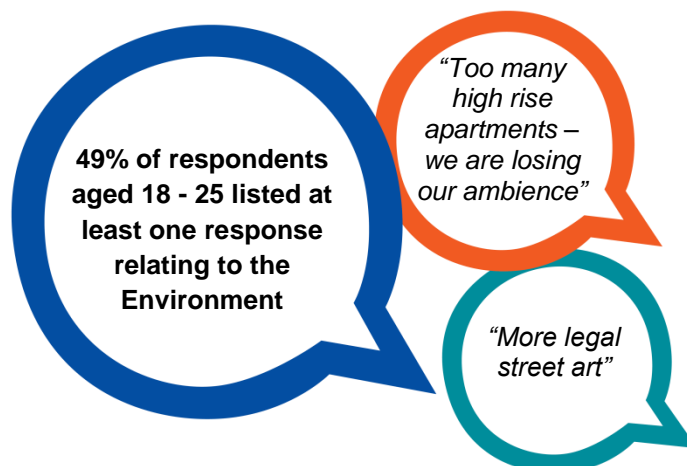 49% of respondents
aged 18 - 25 listed at
least one response
relating to the
Environment
“Too many
high rise
apartments –
we are losing
our ambience”
“More legal
street art”